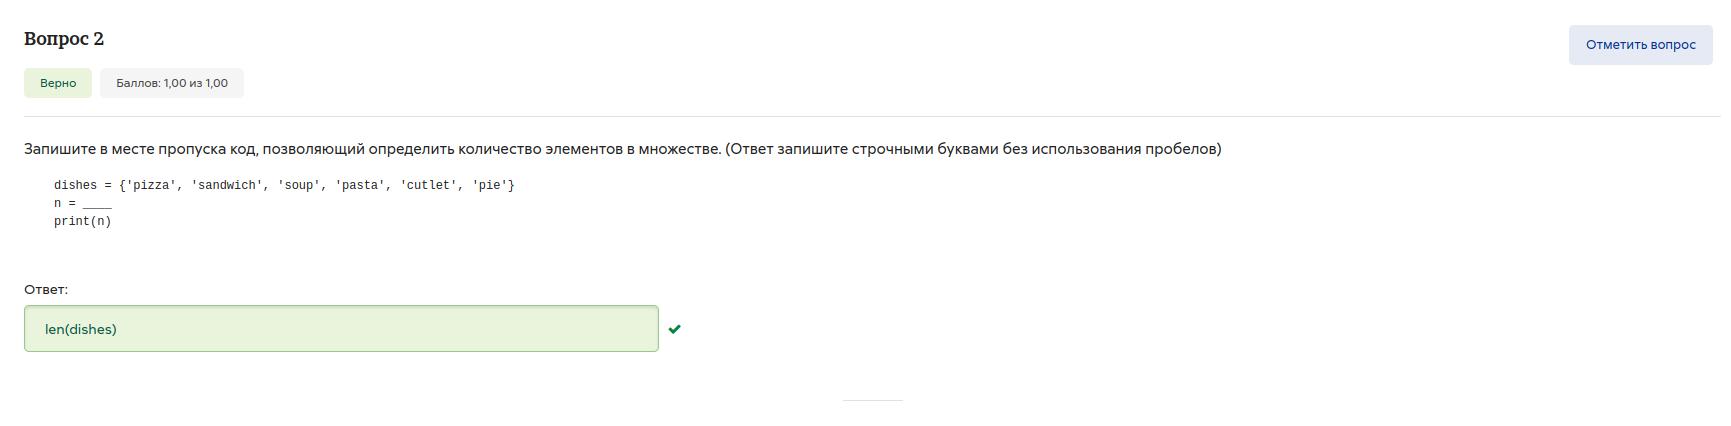 Вопрос 2
Отметить вопрос
Верно
Баллов: 1,00 из 1,00
Запишите в месте пропуска код, позволяющий определить количество элементов в множестве. (Ответ запишите строчными буквами без использования пробелов)
dishes = {'pizza', 'sandwich', 'soup', 'pasta', 'cutlet', 'pie'}
n = ____
print(n)
Ответ:
len(dishes)